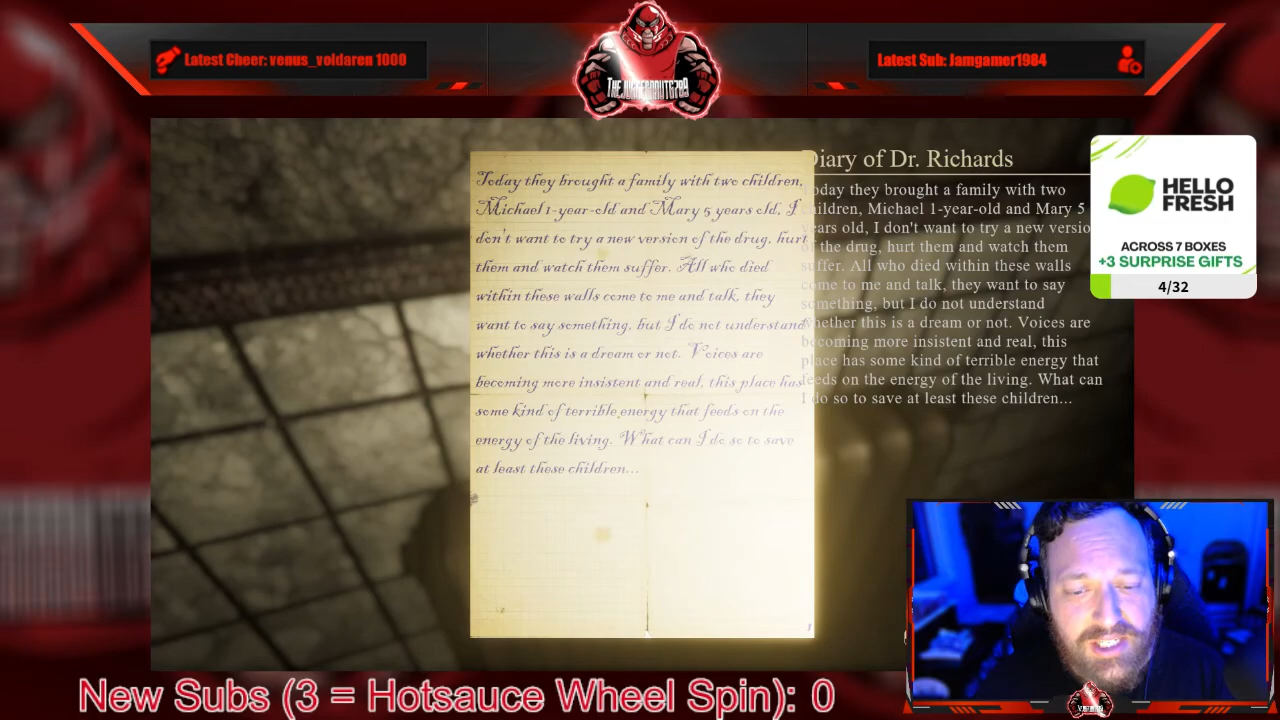 Latest Cheer: venus_voldaren 1000
THEJUGGERNAUT6789
Latest Sub: Jamgamer1984
Today they brought a family with two children,
Michael 1-year-old and Mary 5 years old, I
don't want to try a new version of the drug, hurt
them and watch them suffer. All who died
within these walls come to me and talk, they
want to say something, but I do not understand
whether this is a dream or not. Voices are
becoming more insistent and real, this place has
some kind of terrible energy that feeds on the
energy of the living. What can I do so to save
at least these children...
1
Diary of Dr. Richards
Today they brought a family with two
children, Michael 1-year-old and Mary 5
years old, I don't want to try a new versio
of the drug, hurt them and watch them
suffer. All who died within these walls
come to me and talk, they want to say
something, but I do not understand
whether this is a dream or not. Voices are
becoming more insistent and real, this
place has some kind of terrible energy that
feeds on the energy of the living. What can
I do so to save at least these children...
HELLO
FRESH
ACROSS 7 BOXES
+3 SURPRISE GIFTS
4/32
New Subs (3 = Hotsauce Wheel Spin): 0